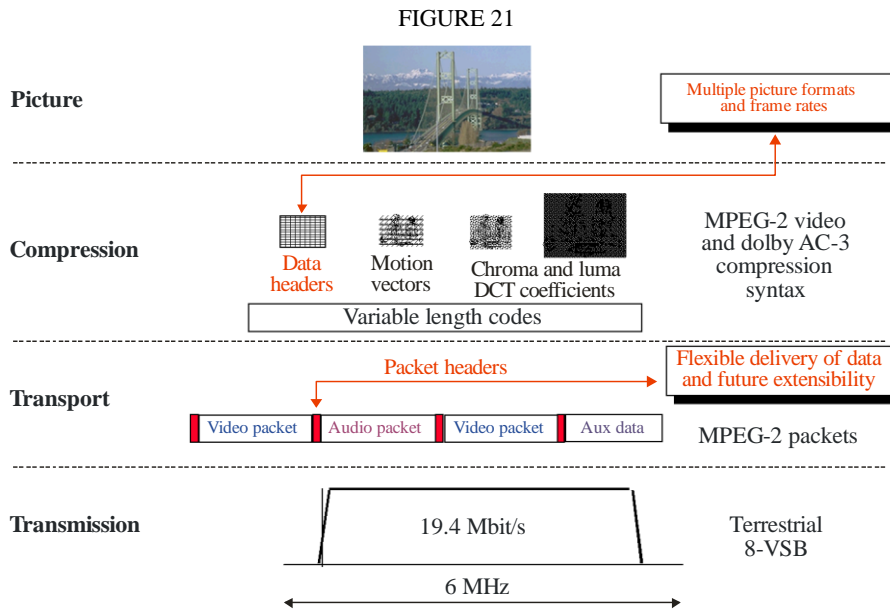 FIGURE 21
Picture
Multiple picture formats
and frame rates
Compression
Data
headers
Motion
vectors
Chroma and luma
DCT coefficients
MPEG-2 video
and dolby AC-3
compression
syntax
Variable length codes
Transport
Packet headers
Flexible delivery of data
and future extensibility
Video packet
Audio packet
Video packet
Aux data
MPEG-2 packets
Transmission
19.4 Mbit/s
Terrestrial
8-VSB
6 MHz